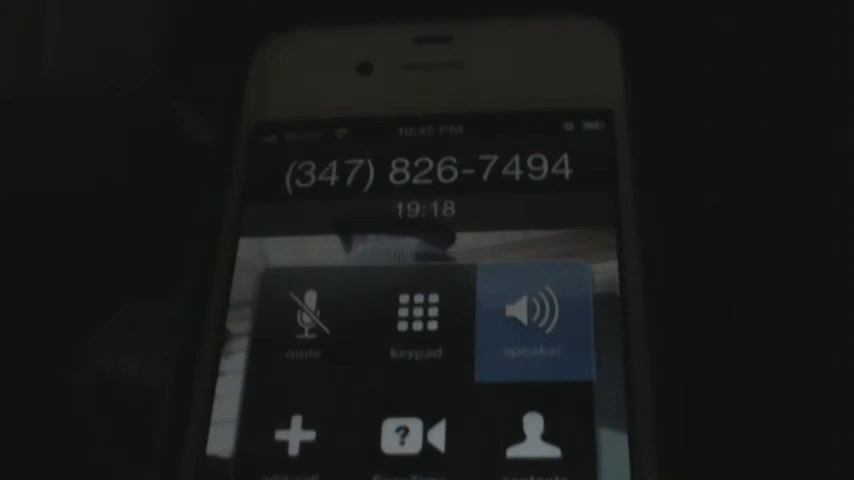 10:45 PM
(347) 826-7494
19:18
mute keypad speaker
?